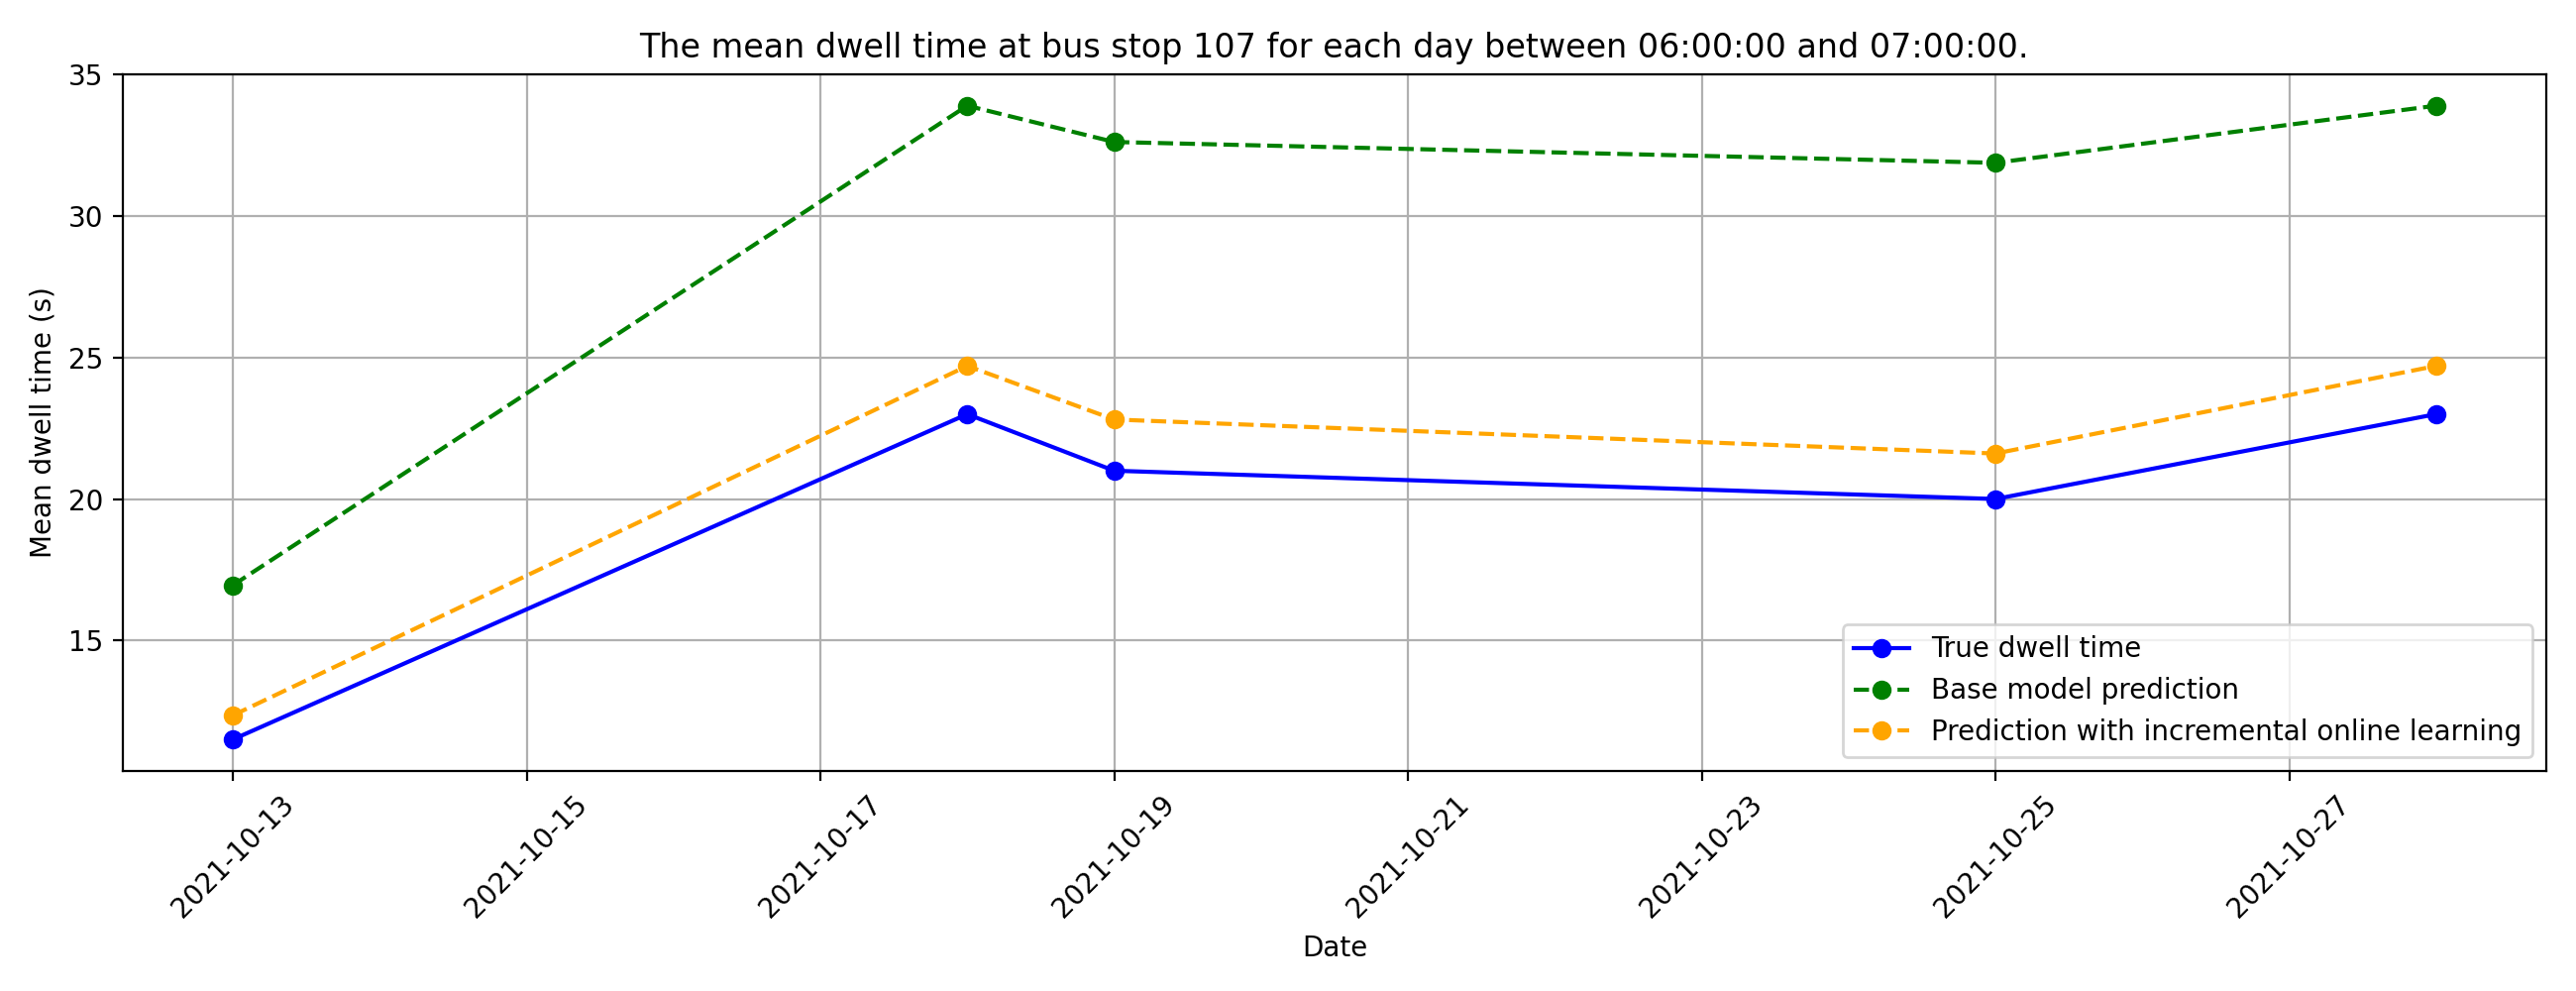 The mean dwell time at bus stop 107 for each day between 06:00:00 and 07:00:00.
35
30
25
20
15
Mean dwell time (s)
True dwell time
Base model prediction
Prediction with incremental online learning
2021-10-13
2021-10-15
2021-10-17
2021-10-19
2021-10-21
2021-10-23
2021-10-25
2021-10-27
Date